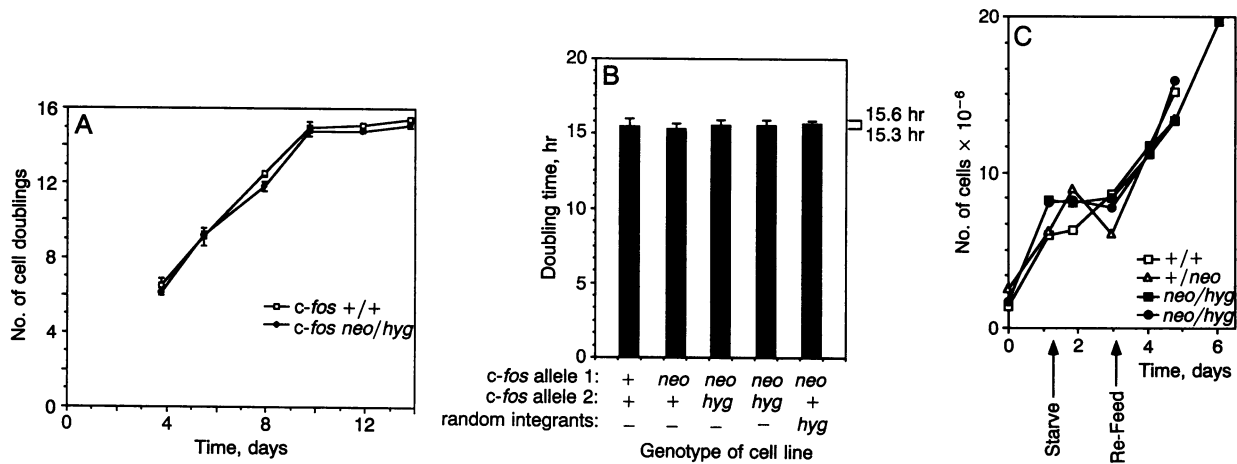 A
16
12
8
4
0
No. of cell doublings
c-fos +/+
c-fos neo/hyg
0 4 8 12
Time, days
B
20
15
10
5
0
Doubling time, hr
15.6 hr
15.3 hr
c-fos allele 1: + neo neo neo neo
c-fos allele 2: + + hyg hyg +
random integrants: – – – – hyg
Genotype of cell line
C
20
10
0
No. of cells × 10-6
+/+
+/neo
neo/hyg
neo/hyg
0 2 4 6
Time, days
Starve
Re-Feed